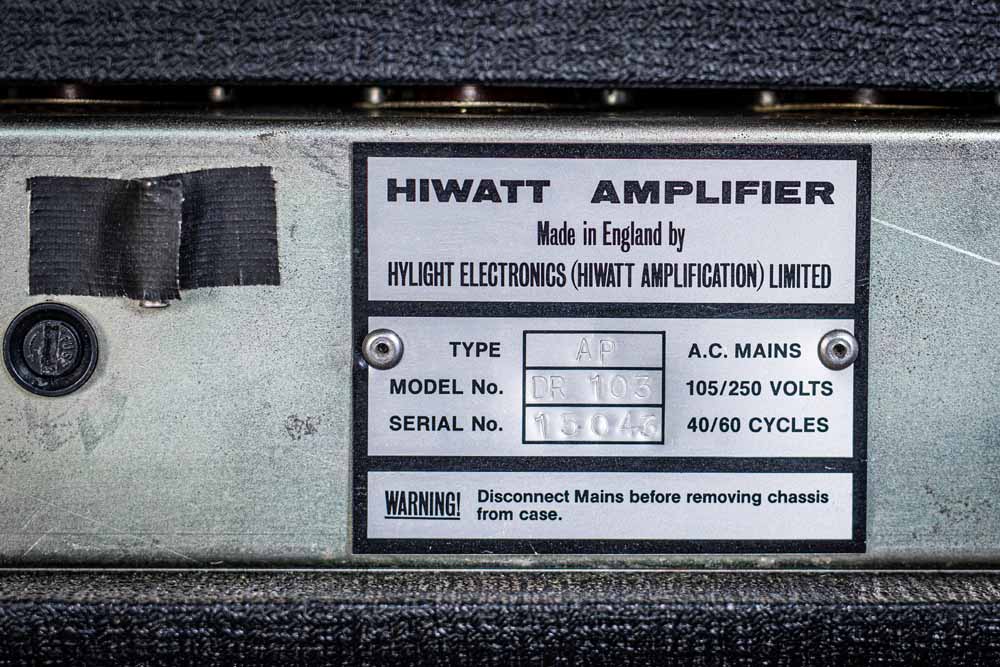 HIWATT AMPLIFIER
Made in England by
HYLIGHT ELECTRONICS (HIWATT AMPLIFICATION) LIMITED
TYPE AP A.C. MAINS
MODEL No. DR 103 105/250 VOLTS
SERIAL No. 15043 40/60 CYCLES
WARNING! Disconnect Mains before removing chassis
from case.